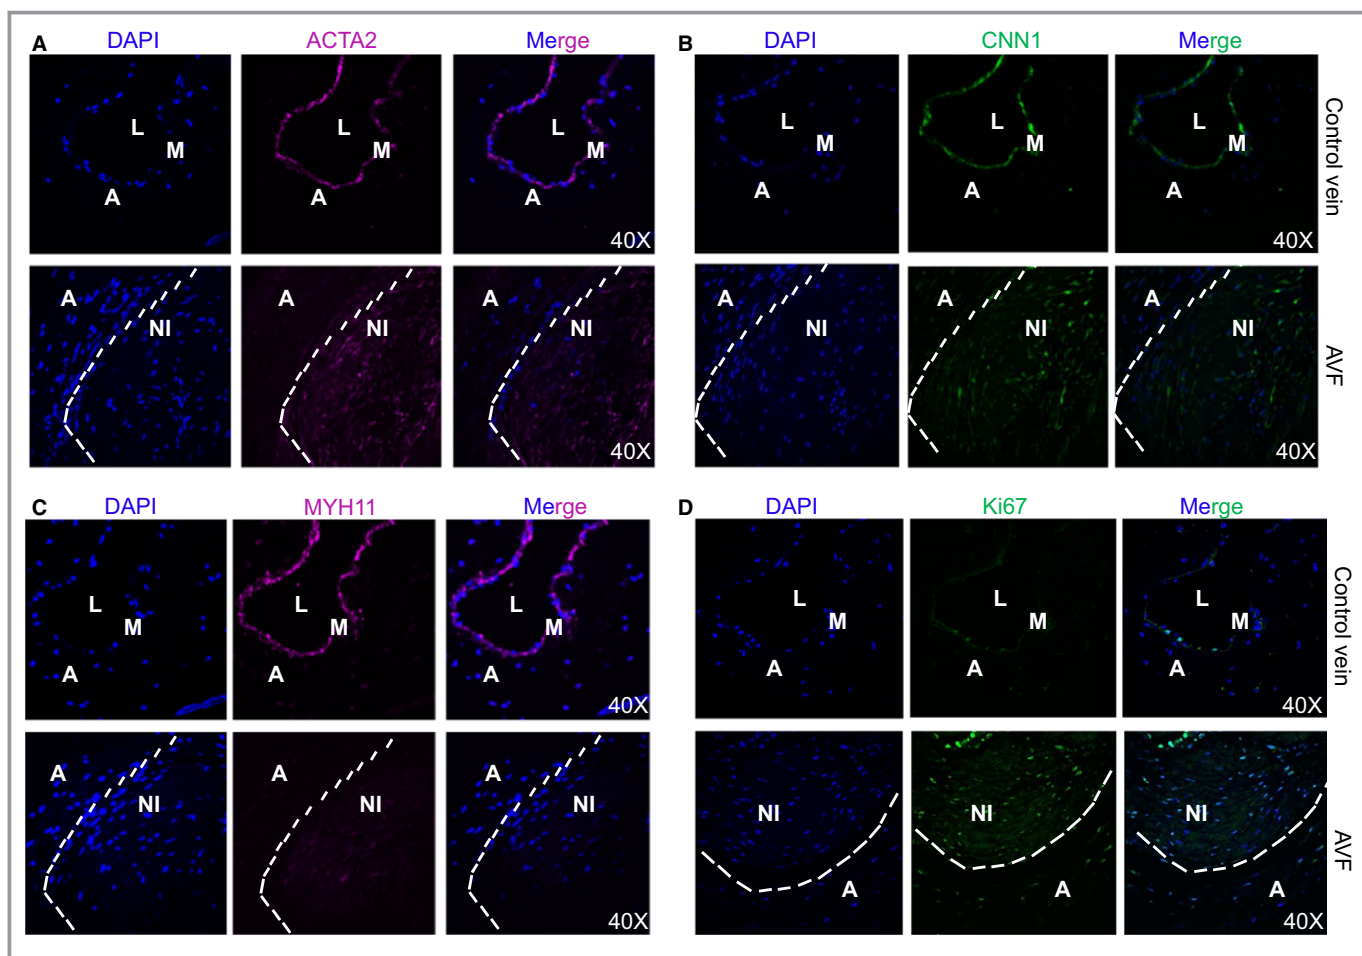 A DAPI ACTA2 Merge
L M A
L M A
L M A 40X
A NI
A NI
A NI 40X
B DAPI CNN1 Merge
L M A
L M A
L M A 40X
Control vein
A NI
A NI
A NI 40X
AVF
C DAPI MYH11 Merge
L M A
L M A
L M A 40X
A NI
A NI
A NI 40X
D DAPI Ki67 Merge
L M A
L M A
L M A 40X
Control vein
NI A
NI A
NI A 40X
AVF